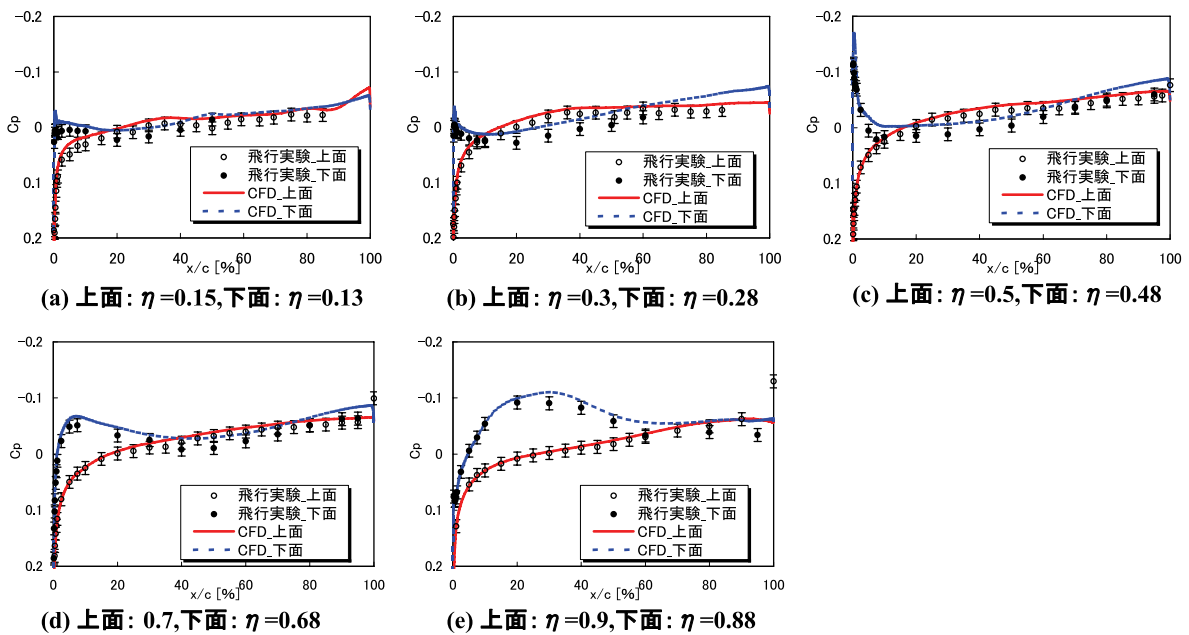 -0.2
-0.1
Cp
0
0.1
0.2
飛行実験_上面
飛行実験_下面
CFD_上面
CFD_下面
0 20 40 60 80 100
x/c [%]
(a) 上面: η =0.15,下面: η =0.13
-0.2
-0.1
Cp
0
0.1
0.2
飛行実験_上面
飛行実験_下面
CFD_上面
CFD_下面
0 20 40 60 80 100
x/c [%]
(b) 上面: η =0.3,下面: η =0.28
-0.2
-0.1
Cp
0
0.1
0.2
飛行実験_上面
飛行実験_下面
CFD_上面
CFD_下面
0 20 40 60 80 100
x/c [%]
(c) 上面: η =0.5,下面: η =0.48
-0.2
-0.1
Cp
0
0.1
0.2
飛行実験_上面
飛行実験_下面
CFD_上面
CFD_下面
0 20 40 60 80 100
x/c [%]
(d) 上面: 0.7,下面: η =0.68
-0.2
-0.1
Cp
0
0.1
0.2
飛行実験_上面
飛行実験_下面
CFD_上面
CFD_下面
0 20 40 60 80 100
x/c [%]
(e) 上面: η =0.9,下面: η =0.88